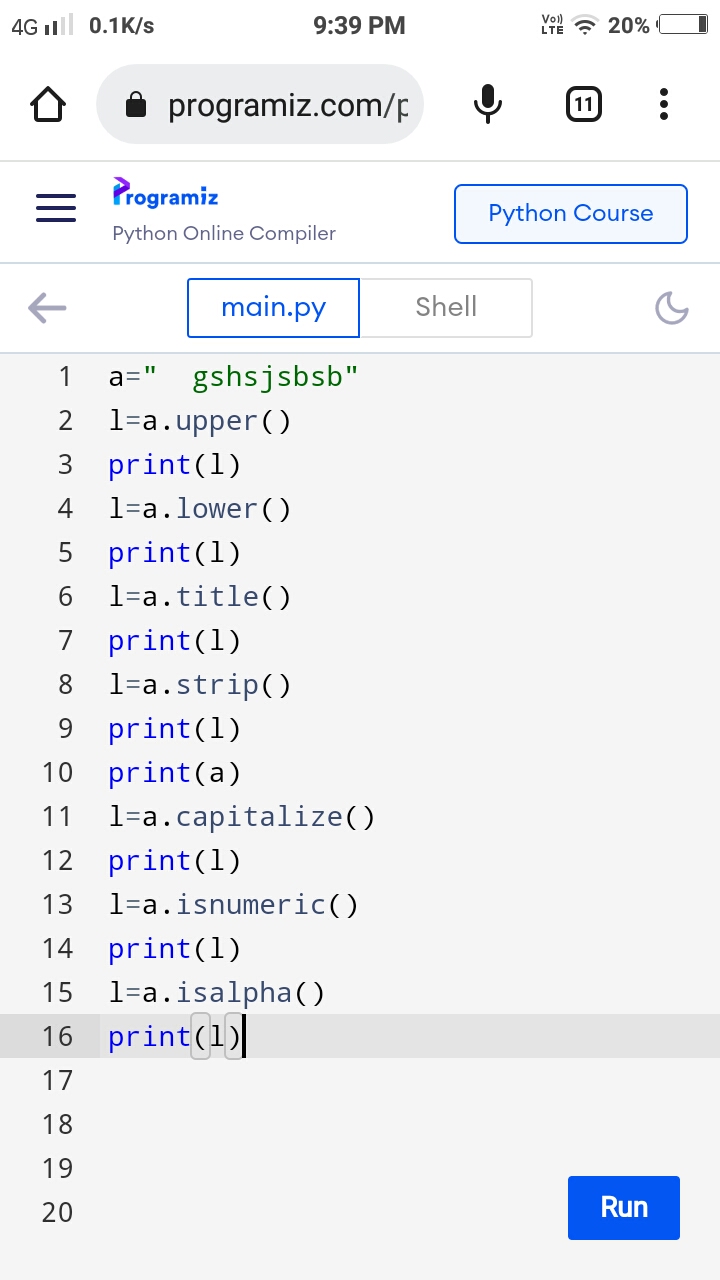 4G 0.1K/s 9:39 PM Vo)) LTE 20%
programiz.com/p 11
Programiz
Python Online Compiler
Python Course
main.py Shell
1 a="  gshsjsbsb"
2 l=a.upper()
3 print(l)
4 l=a.lower()
5 print(l)
6 l=a.title()
7 print(l)
8 l=a.strip()
9 print(l)
10 print(a)
11 l=a.capitalize()
12 print(l)
13 l=a.isnumeric()
14 print(l)
15 l=a.isalpha()
16 print(l)
17
18
19
20
Run